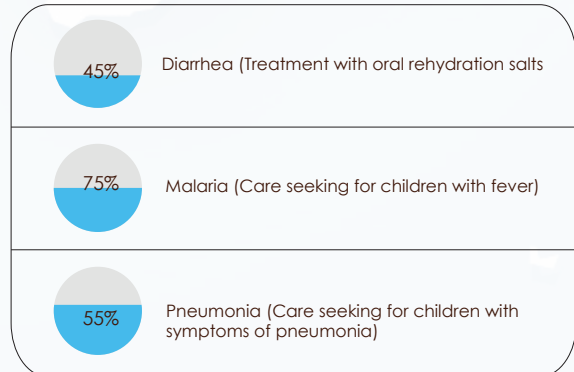 45%
Diarrhea (Treatment with oral rehydration salts
75%
Malaria (Care seeking for children with fever)
55%
Pneumonia (Care seeking for children with
symptoms of pneumonia)